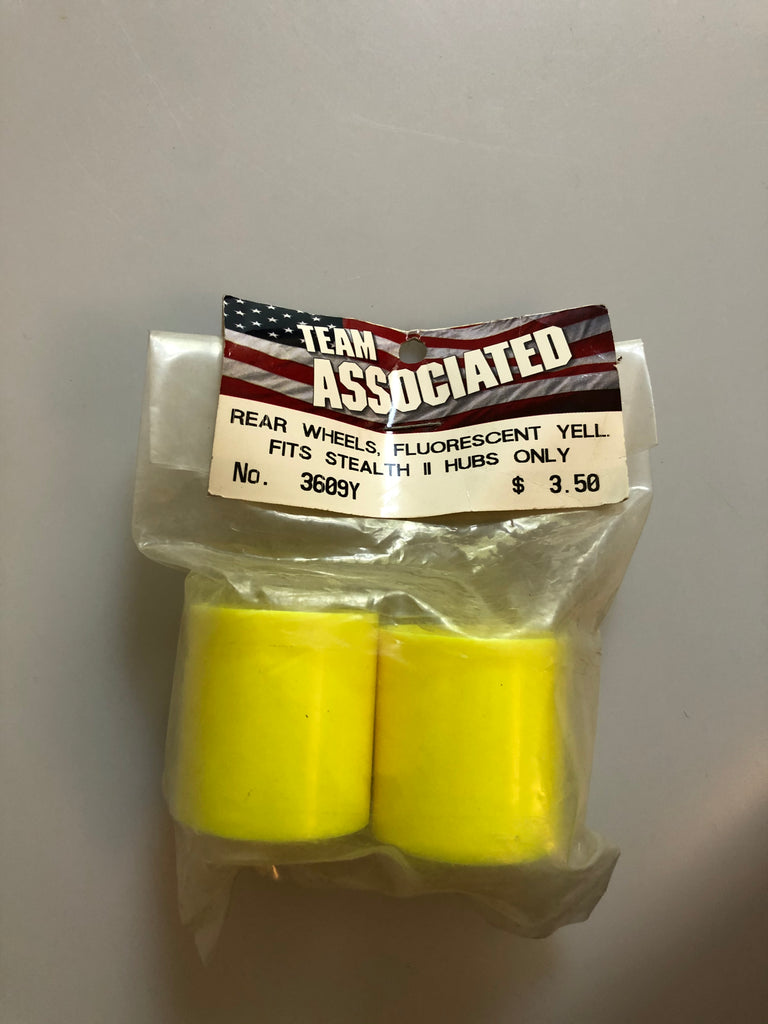 TEAM
ASSOCIATED
REAR WHEELS, FLUORESCENT YELL.
FITS STEALTH II HUBS ONLY
No. 3609Y $ 3.50